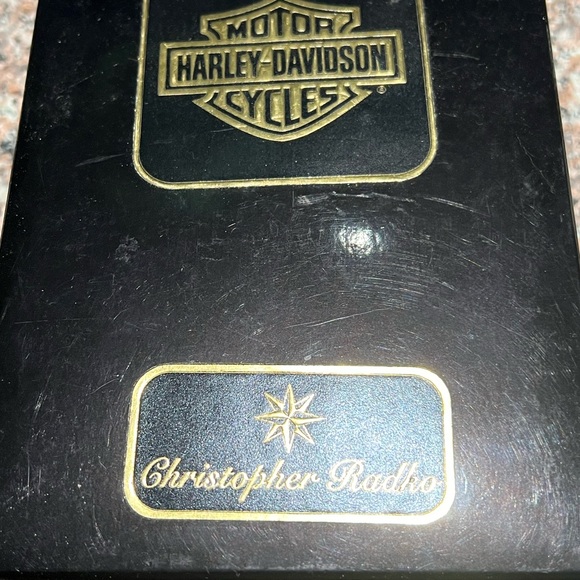 MOTOR
HARLEY-DAVIDSON
CYCLES®
Christopher Radko